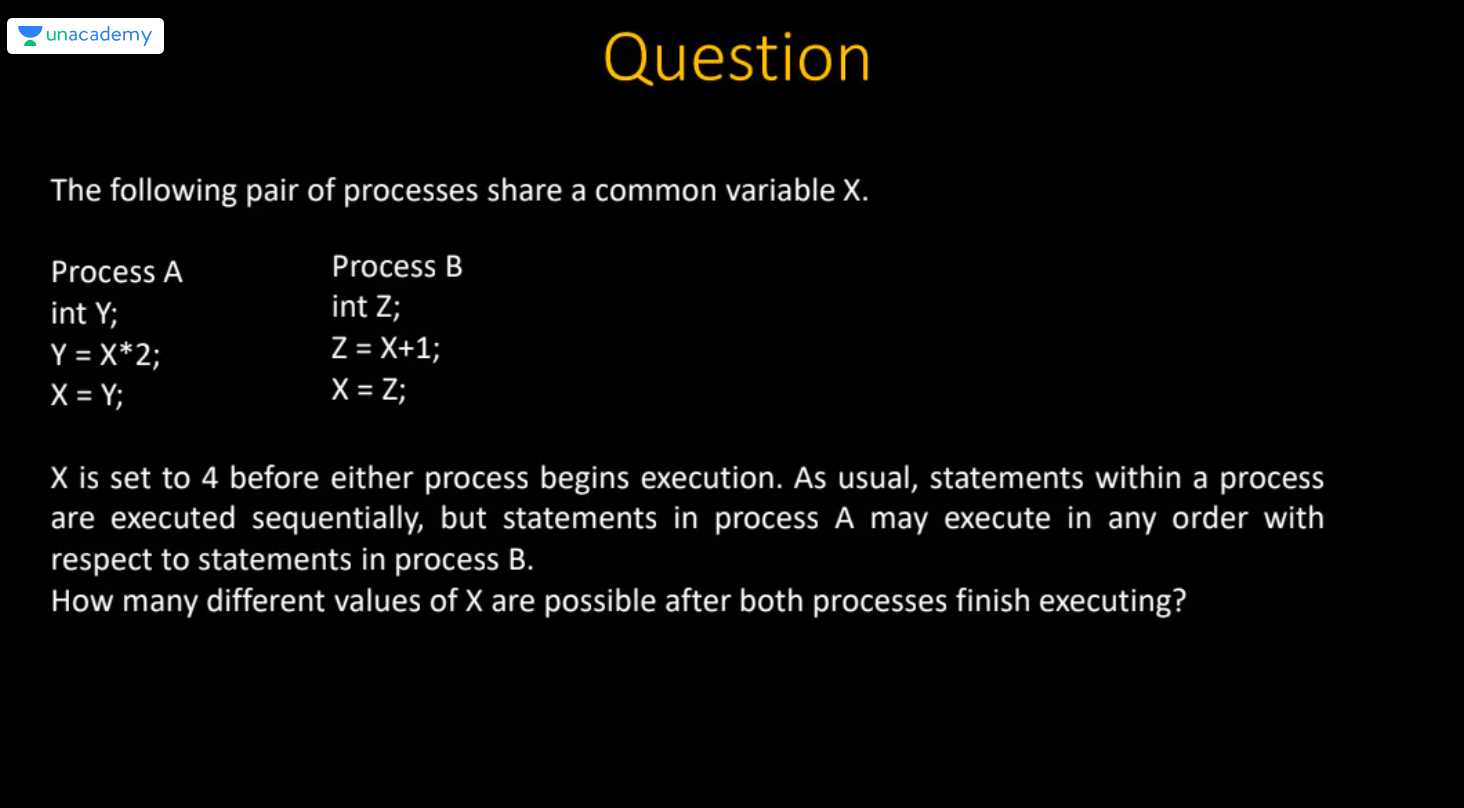 unacademy
Question
The following pair of processes share a common variable X.
Process A
int Y;
Y = X*2;
X = Y;
Process B
int Z;
Z = X+1;
X = Z;
X is set to 4 before either process begins execution. As usual, statements within a process
are executed sequentially, but statements in process A may execute in any order with
respect to statements in process B.
How many different values of X are possible after both processes finish executing?